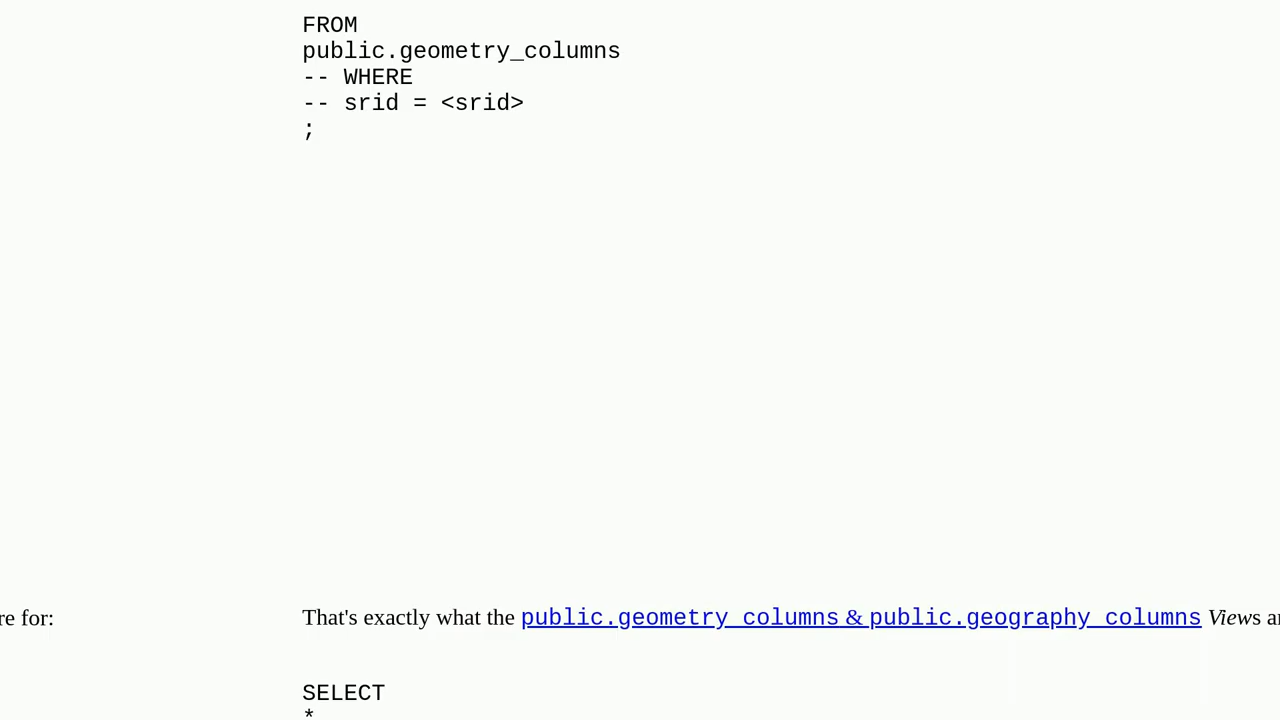 FROM
public.geometry_columns
-- WHERE
-- srid = <srid>
;
re for:
That's exactly what the public.geometry_columns & public.geography_columns Views ar
SELECT
*